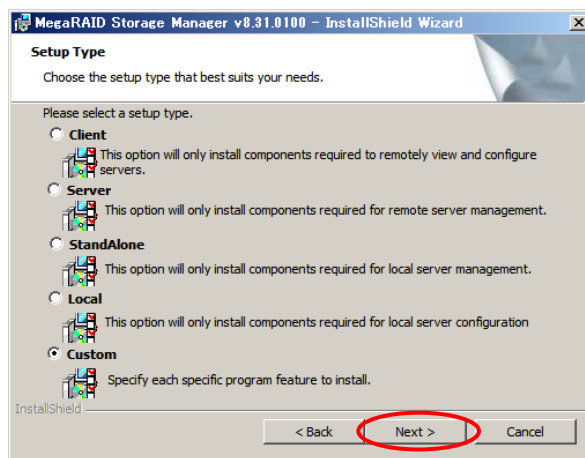 MegaRAID Storage Manager v8.31.0100 - InstallShield Wizard
Setup Type
Choose the setup type that best suits your needs.
Please select a setup type.
Client
This option will only install components required to remotely view and configure
servers.
Server
This option will only install components required for remote server management.
StandAlone
This option will only install components required for local server management.
Local
This option will only install components required for local server configuration
Custom
Specify each specific program feature to install.
InstallShield
< Back Next > Cancel